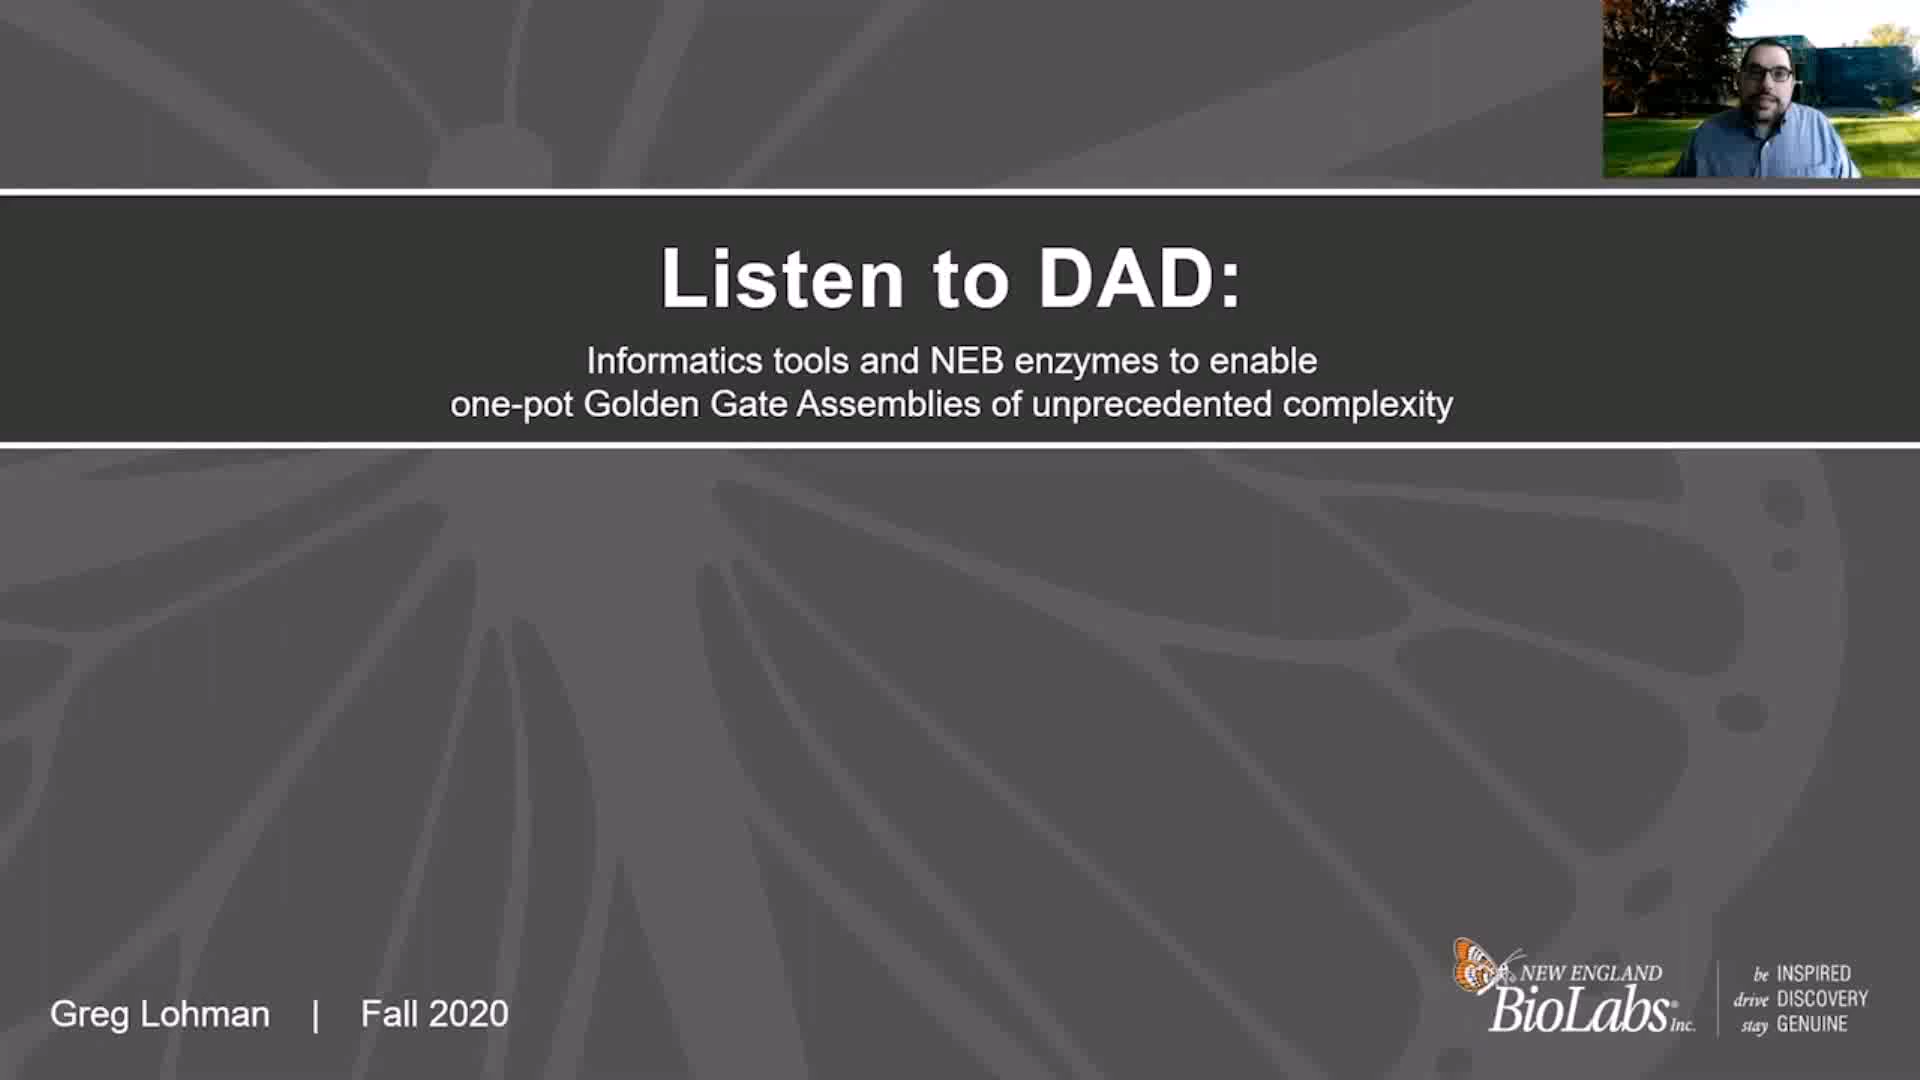 Listen to DAD:
Informatics tools and NEB enzymes to enable
one-pot Golden Gate Assemblies of unprecedented complexity
Greg Lohman | Fall 2020
NEW ENGLAND
BioLabs® Inc.
be INSPIRED
drive DISCOVERY
stay GENUINE